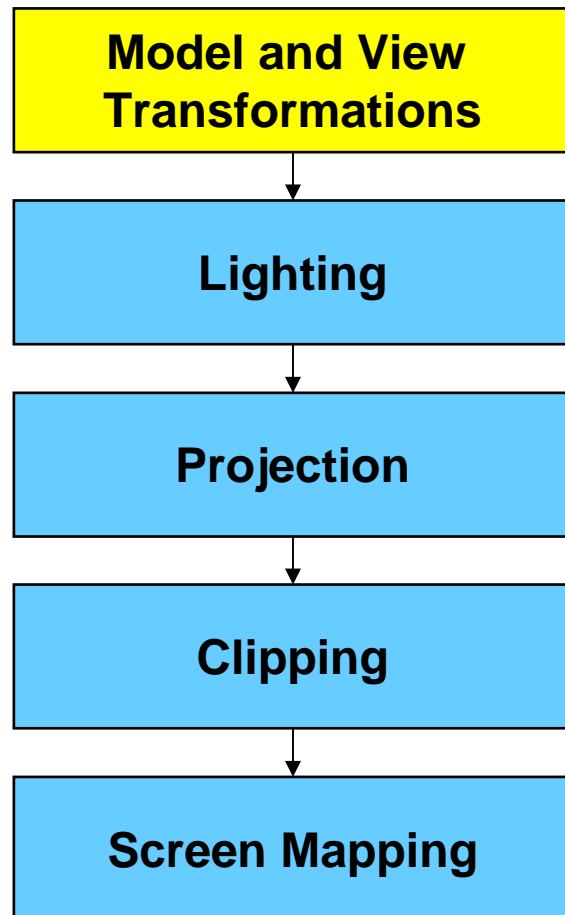 Model and View
Transformations
Lighting
Projection
Clipping
Screen Mapping